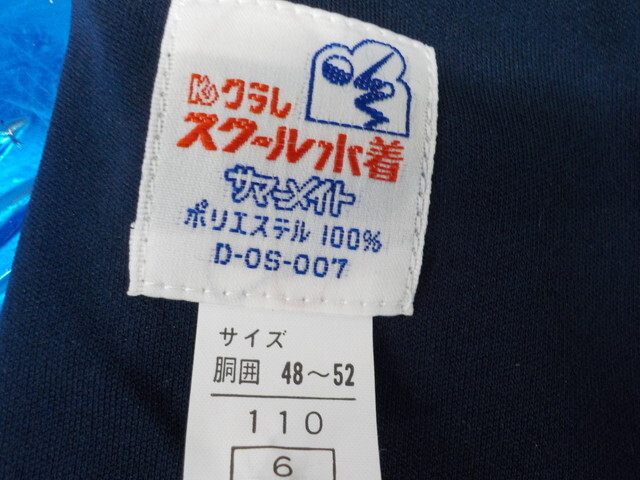 クラレ
スクール水着
サマーメイト
ポリエステル 100%
D-OS-007
サイズ
胴囲 48～52
110
6